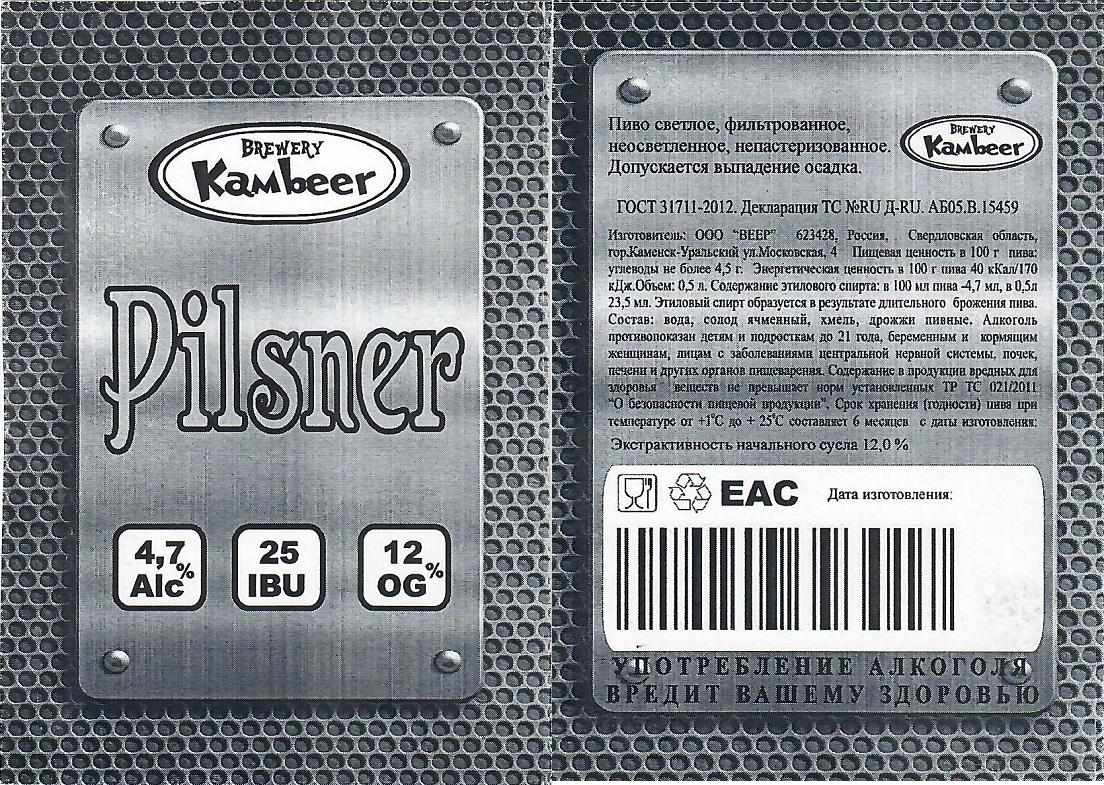 BREWERY
Kambeer
Pilsner
4,7% Alc
25 IBU
12% OG
Пиво светлое, фильтрованное,
неосветленное, непастеризованное.
Допускается выпадение осадка.
BREWERY
Kambeer
ГОСТ 31711-2012. Декларация ТС №RU Д-RU. АБ05.В.15459
Изготовитель: ООО "ВЕЕР" 623428, Россия, Свердловская область,
гор.Каменск-Уральский ул.Московская, 4 Пищевая ценность в 100 г пива:
углеводы не более 4,5 г. Энергетическая ценность в 100 г пива 40 кКал/170
кДж.Объем: 0,5 л. Содержание этилового спирта: в 100 мл пива -4,7 мл, в 0,5л
23,5 мл. Этиловый спирт образуется в результате длительного брожения пива.
Состав: вода, солод ячменный, хмель, дрожжи пивные. Алкоголь
противопоказан детям и подросткам до 21 года, беременным и кормящим
женщинам, лицам с заболеваниями центральной нервной системы, почек,
печени и других органов пищеварения. Содержание в продукции вредных для
здоровья веществ не превышает норм установленных ТР ТС 021/2011
"О безопасности пищевой продукции". Срок хранения (годности) пива при
температуре от +1°С до + 25°С составляет 6 месяцев с даты изготовления:
Экстрактивность начального сусла 12,0 %
EAC Дата изготовления:
УПОТРЕБЛЕНИЕ АЛКОГОЛЯ
ВРЕДИТ ВАШЕМУ ЗДОРОВЬЮ